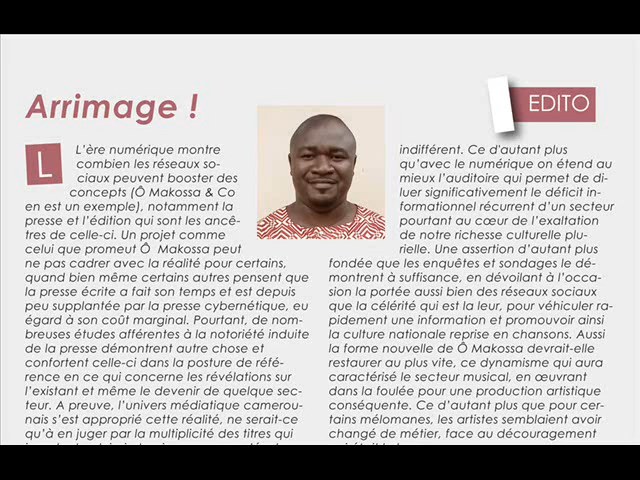 EDITO
Arrimage !
L
L'ère numérique montre
combien les réseaux so-
ciaux peuvent booster des
concepts (Ô Makossa & Co
en est un exemple), notamment la
presse et l'édition qui sont les ancê-
tres de celle-ci. Un projet comme
celui que promeut Ô Makossa peut
ne pas cadrer avec la réalité pour certains,
quand bien même certains autres pensent que
la presse écrite a fait son temps et est depuis
peu supplantée par la presse cybernétique, eu
égard à son coût marginal. Pourtant, de nom-
breuses études afférentes à la notoriété induite
de la presse démontrent autre chose et
confortent celle-ci dans la posture de réfé-
rence en ce qui concerne les révélations sur
l'existant et même le devenir de quelque sec-
teur. A preuve, l'univers médiatique camerou-
nais s'est approprié cette réalité, ne serait-ce
qu'à en juger par la multiplicité des titres qui
indifférent. Ce d'autant plus
qu'avec le numérique on étend au
mieux l'auditoire qui permet de di-
luer significativement le déficit in-
formationnel récurrent d'un secteur
pourtant au cœur de l'exaltation
de notre richesse culturelle plu-
rielle. Une assertion d'autant plus
fondée que les enquêtes et sondages le dé-
montrent à suffisance, en dévoilant à l'occa-
sion la portée aussi bien des réseaux sociaux
que la célérité qui est la leur, pour véhiculer ra-
pidement une information et promouvoir ainsi
la culture nationale reprise en chansons. Aussi
la forme nouvelle de Ô Makossa devrait-elle
restaurer au plus vite, ce dynamisme qui aura
caractérisé le secteur musical, en œuvrant
dans la foulée pour une production artistique
conséquente. Ce d'autant plus que pour cer-
tains mélomanes, les artistes semblaient avoir
changé de métier, face au découragement